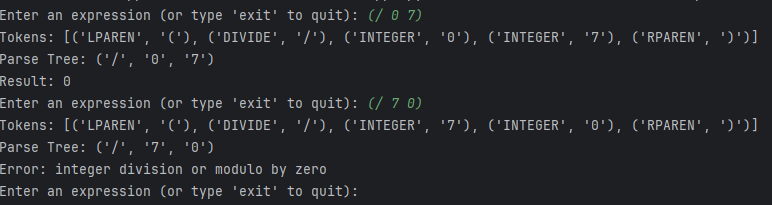 Enter an expression (or type 'exit' to quit): (/ 0 7)
Tokens: [('LPAREN', '('), ('DIVIDE', '/'), ('INTEGER', '0'), ('INTEGER', '7'), ('RPAREN', ')')]
Parse Tree: ('/', '0', '7')
Result: 0
Enter an expression (or type 'exit' to quit): (/ 7 0)
Tokens: [('LPAREN', '('), ('DIVIDE', '/'), ('INTEGER', '7'), ('INTEGER', '0'), ('RPAREN', ')')]
Parse Tree: ('/', '7', '0')
Error: integer division or modulo by zero
Enter an expression (or type 'exit' to quit):